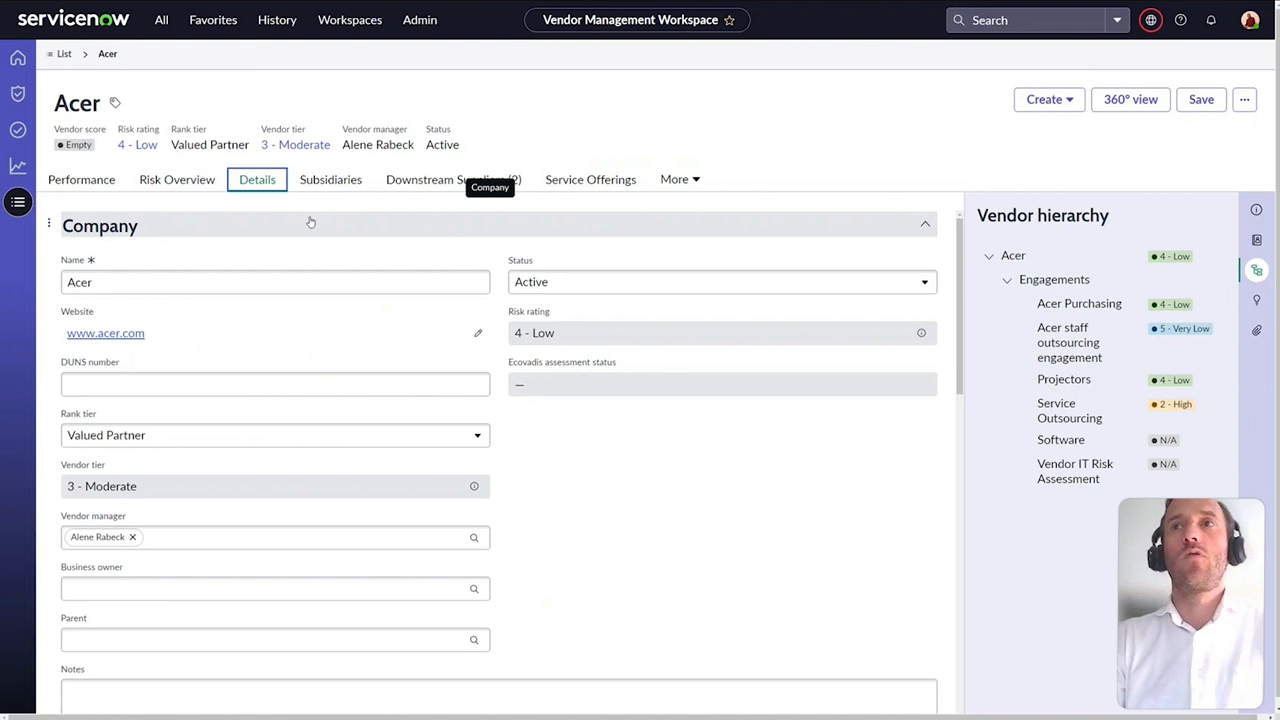 servicenow
All
Favorites
History
Workspaces
Admin
Vendor Management Workspace
Search
List
Acer
Acer
Create
360° view
Save
Vendor score
Risk rating
Rank tier
Vendor tier
Vendor manager
Status
Empty
4 - Low
Valued Partner
3 - Moderate
Alene Rabeck
Active
Performance
Risk Overview
Details
Subsidiaries
Downstream Suppliers (2)
Service Offerings
More
Company
Company
Name
Acer
Status
Active
Website
www.acer.com
Risk rating
4 - Low
DUNS number
Ecovadis assessment status
—
Rank tier
Valued Partner
Vendor tier
3 - Moderate
Vendor manager
Alene Rabeck
Business owner
Parent
Notes
Vendor hierarchy
Acer
4 - Low
Engagements
Acer Purchasing
4 - Low
Acer staff
outsourcing
engagement
5 - Very Low
Projectors
4 - Low
Service
Outsourcing
2 - High
Software
N/A
Vendor IT Risk
Assessment
N/A